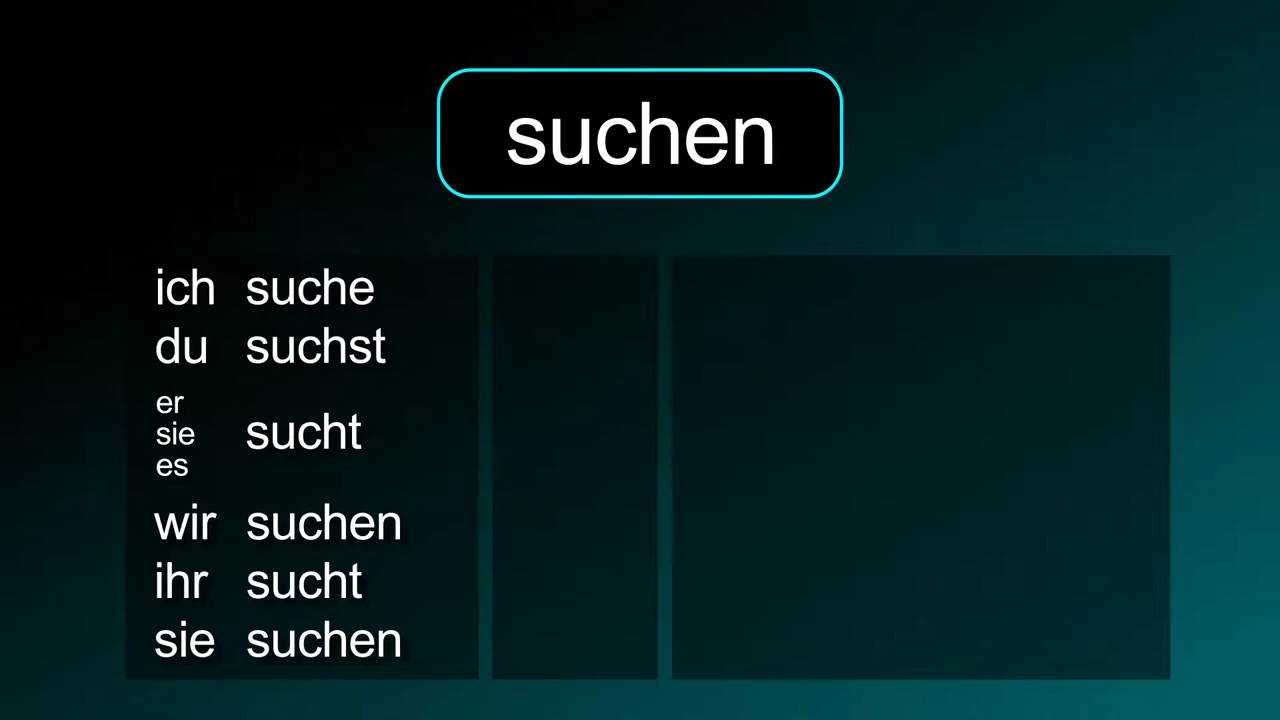 suchen
ich suche
du suchst
er
sie sucht
es
wir suchen
ihr sucht
sie suchen